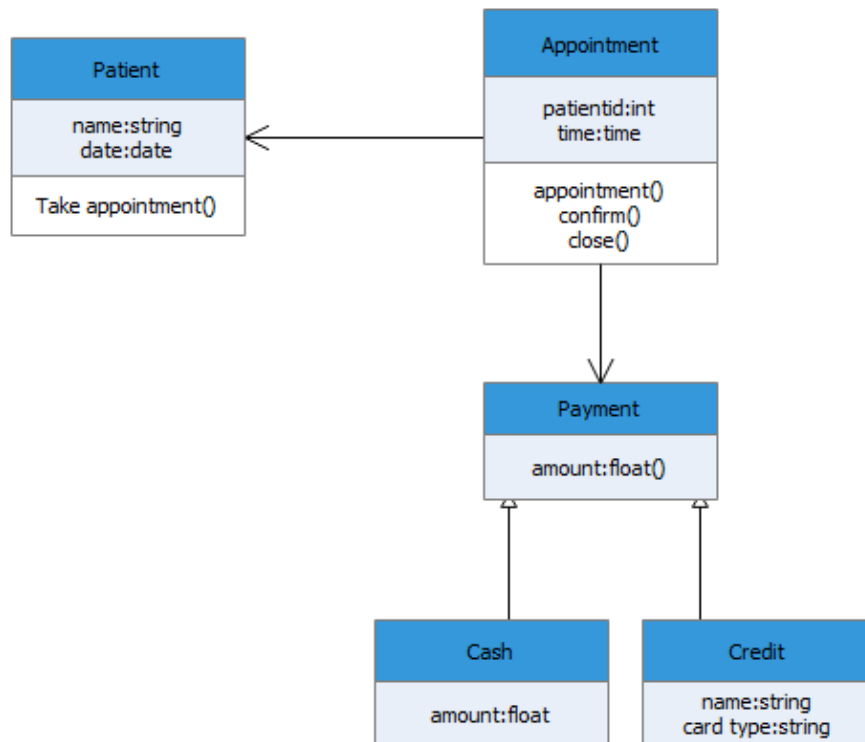 Patient
name:string
date:date
Take appointment()
Appointment
patientid:int
time:time
appointment()
confirm()
close()
Payment
amount:float()
Cash
amount:float
Credit
name:string
card type:string